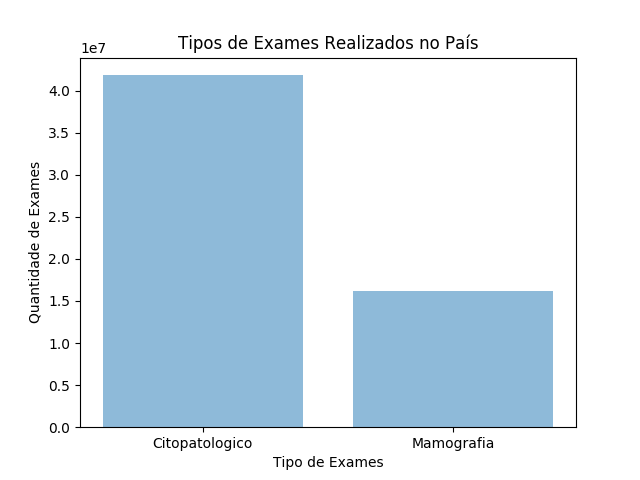 Tipos de Exames Realizados no País
1e7
4.0
3.5
3.0
2.5
2.0
1.5
1.0
0.5
0.0
Quantidade de Exames
Citopatologico
Mamografia
Tipo de Exames